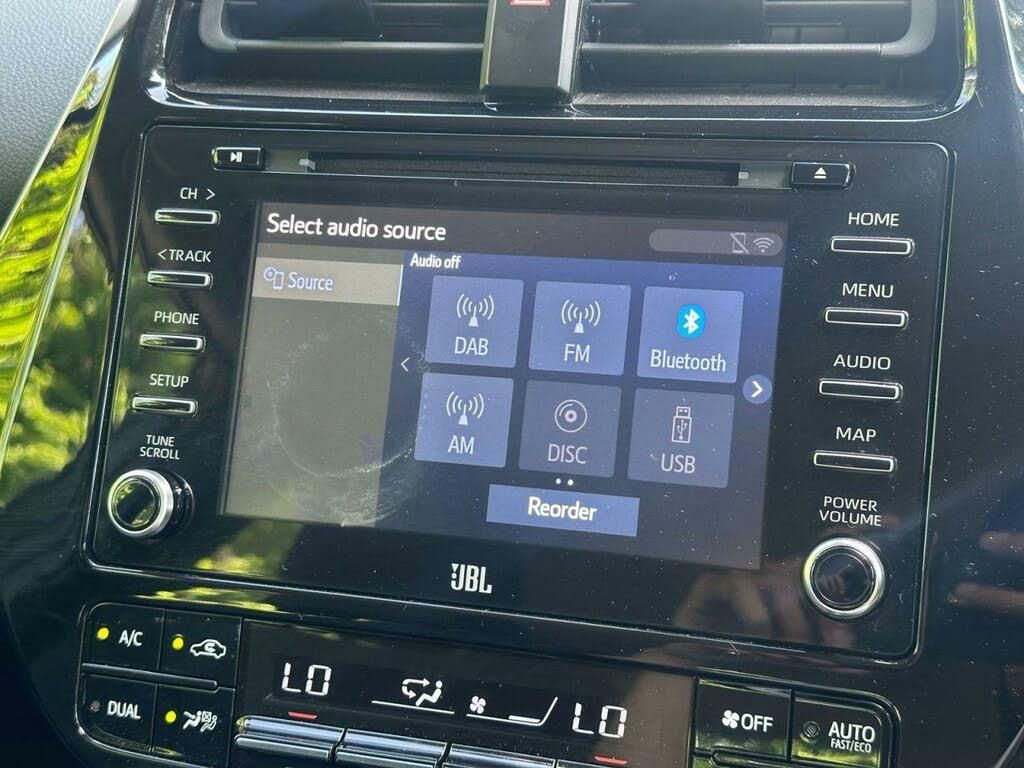 CH >
< TRACK
PHONE
SETUP
TUNE
SCROLL
Select audio source
Source
Audio off
DAB
FM
Bluetooth
AM
DISC
USB
Reorder
JBL
HOME
MENU
AUDIO
MAP
POWER
VOLUME
A/C
DUAL
LO
LO
OFF
AUTO
FAST/ECO